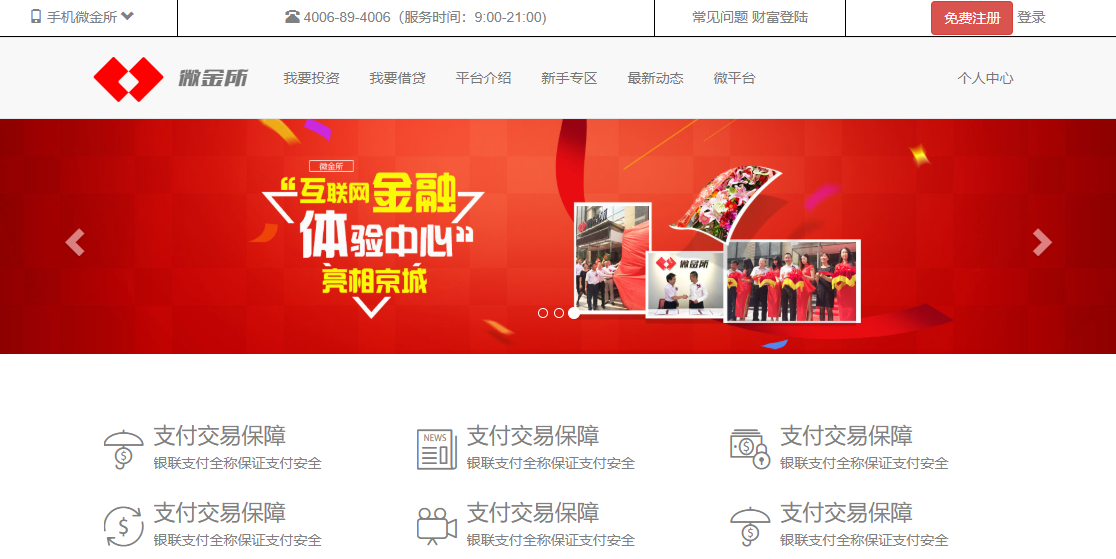 手机微金所
4006-89-4006（服务时间：9:00-21:00)
常见问题 财富登陆
免费注册 登录
微金所
我要投资 我要借贷 平台介绍 新手专区 最新动态 微平台 个人中心
微金所
“互联网金融
体验中心”
亮相京城
微金所
支付交易保障
银联支付全称保证支付安全
NEWS
支付交易保障
银联支付全称保证支付安全
支付交易保障
银联支付全称保证支付安全
支付交易保障
银联支付全称保证支付安全
支付交易保障
银联支付全称保证支付安全
支付交易保障
银联支付全称保证支付安全